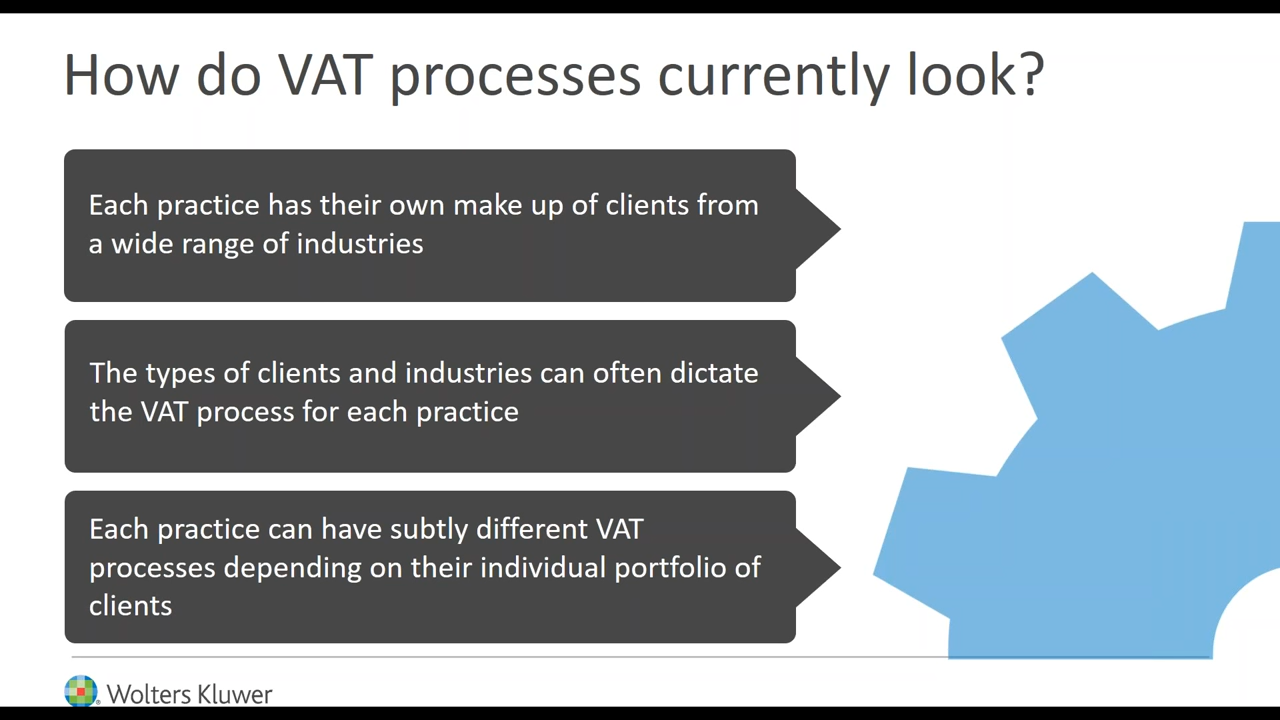 How do VAT processes currently look?
Each practice has their own make up of clients from
a wide range of industries
The types of clients and industries can often dictate
the VAT process for each practice
Each practice can have subtly different VAT
processes depending on their individual portfolio of
clients
Wolters Kluwer